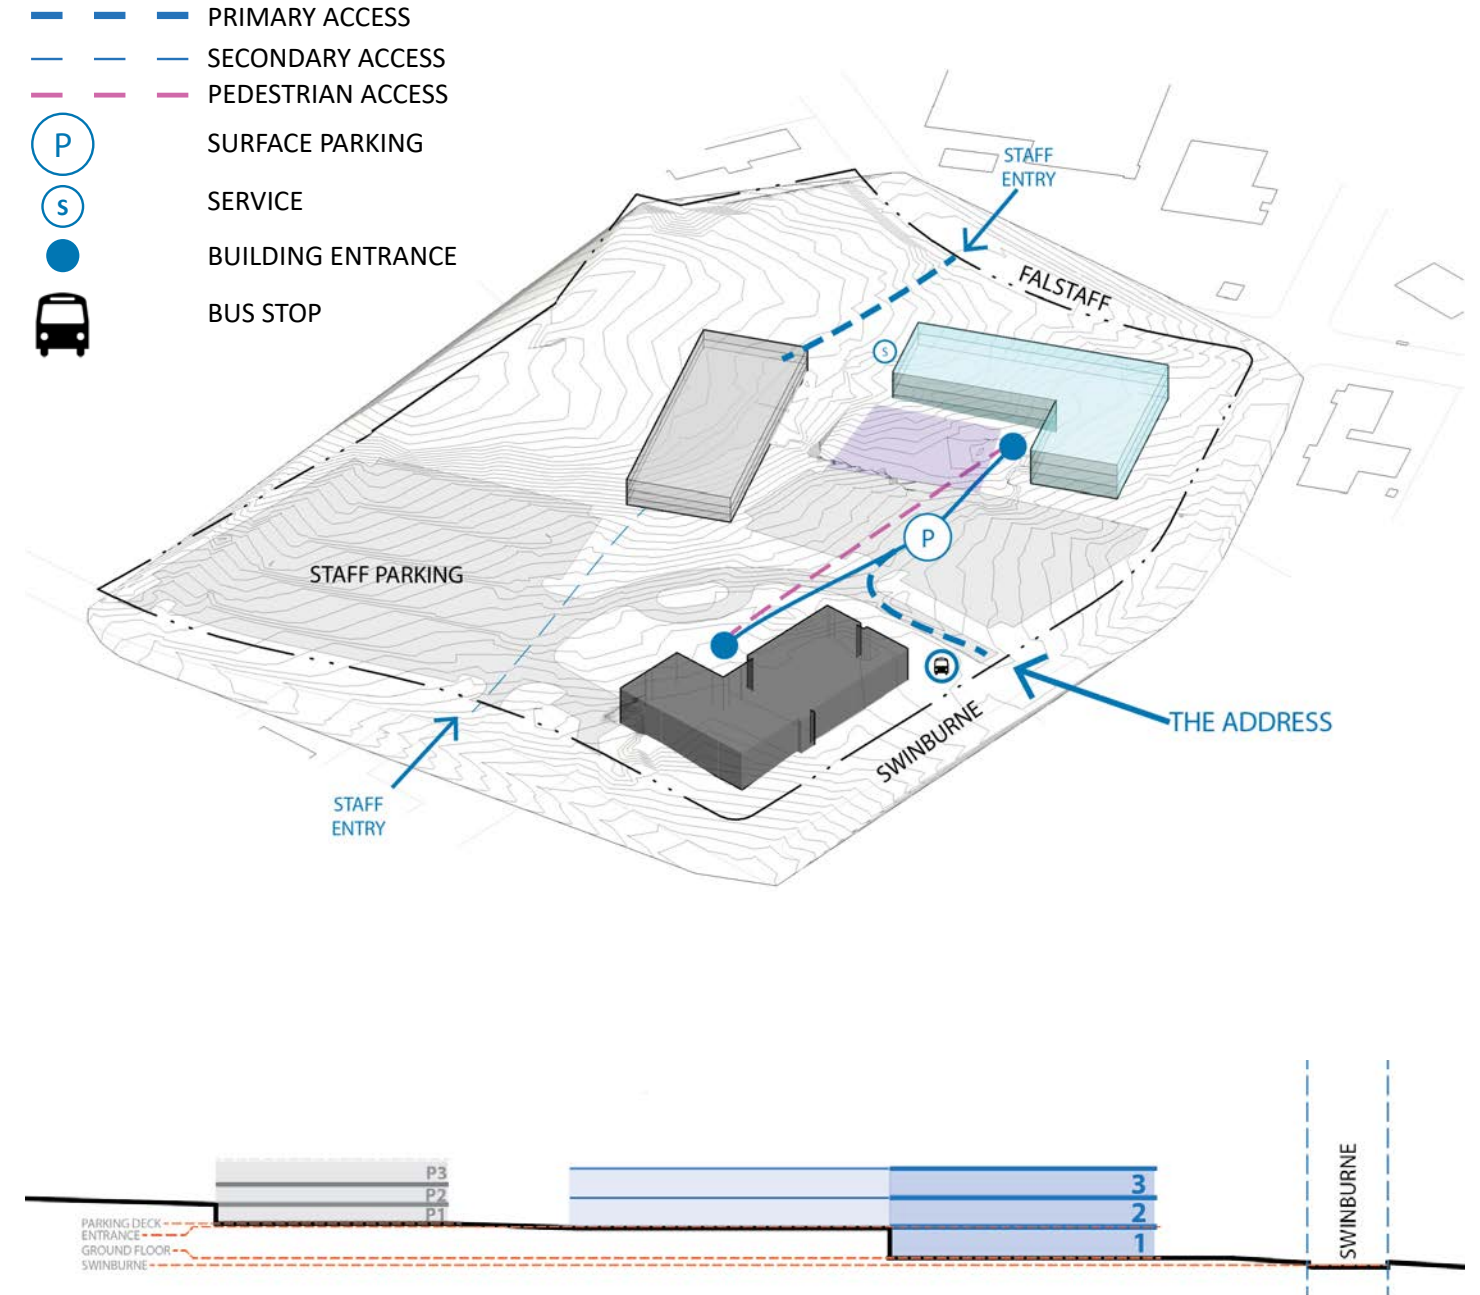 PRIMARY ACCESS
SECONDARY ACCESS
PEDESTRIAN ACCESS
P
SURFACE PARKING
S
SERVICE
BUILDING ENTRANCE
BUS STOP
STAFF
ENTRY
FALSTAFF
S
P
STAFF PARKING
THE ADDRESS
SWINBURNE
STAFF
ENTRY
SWINBURNE
P3
P2
P1
3
2
1
PARKING DECK
ENTRANCE
GROUND FLOOR
SWINBURNE